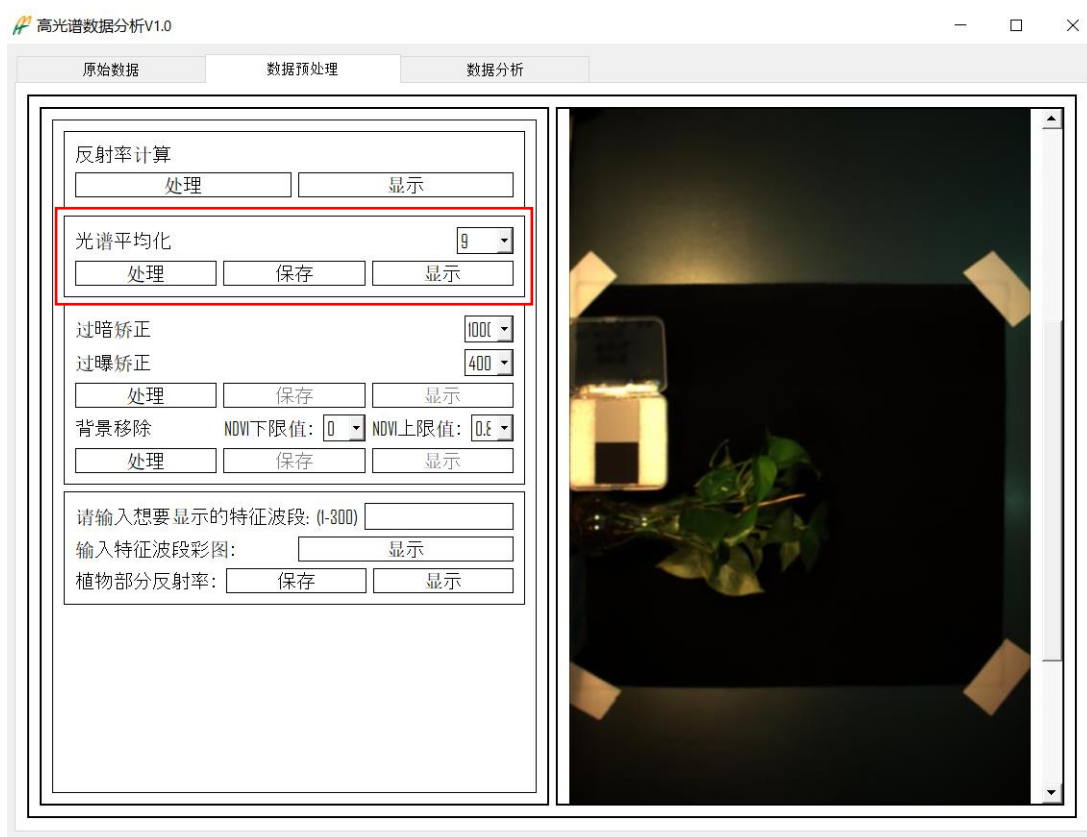 高光谱数据分析V1.0
原始数据 数据预处理 数据分析
反射率计算
处理 显示
光谱平均化 9
处理 保存 显示
过暗矫正
过曝矫正 400
处理 保存 显示
背景移除 NDVI下限值: 0 NDVI上限值:
处理 保存 显示
请输入想要显示的特征波段: (1-300)
输入特征波段彩图: 显示
植物部分反射率: 保存 显示